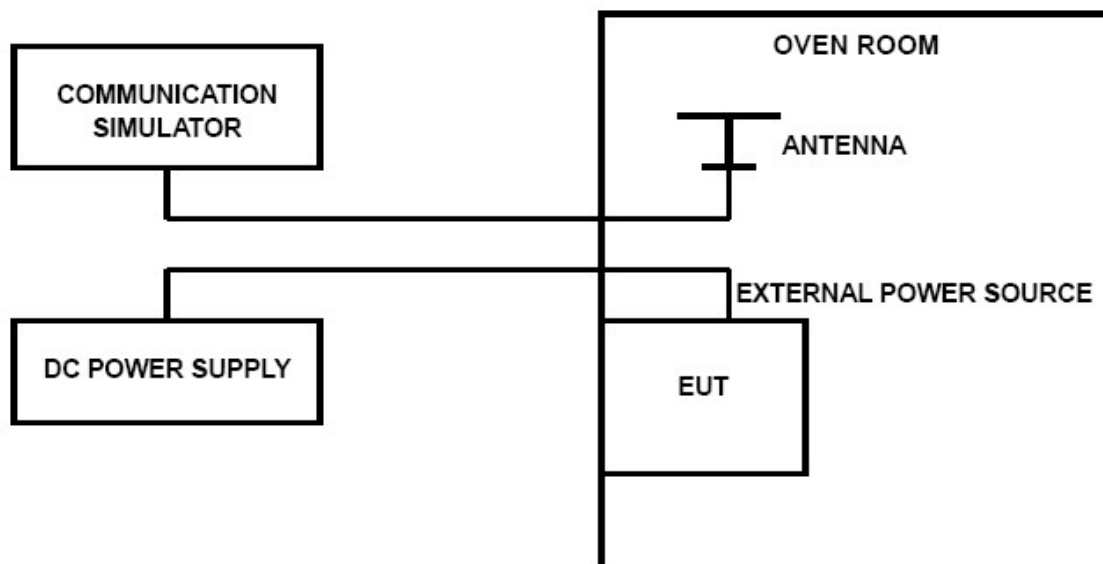 OVEN ROOM
COMMUNICATION
SIMULATOR
ANTENNA
EXTERNAL POWER SOURCE
DC POWER SUPPLY
EUT